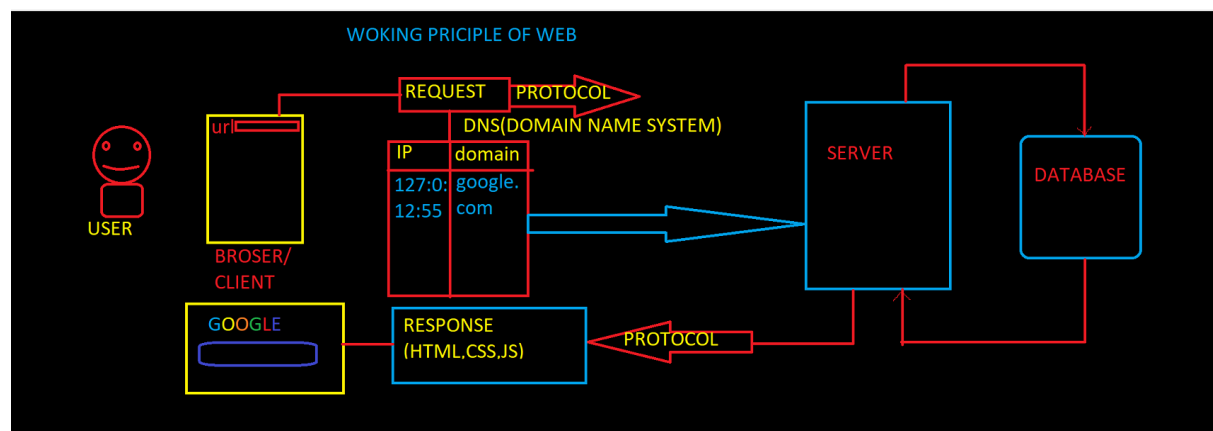 WOKING PRICIPLE OF WEB
REQUEST
PROTOCOL
url
DNS(DOMAIN NAME SYSTEM)
IP
domain
127:0:
12:55
google.
com
SERVER
DATABASE
USER
BROSER/
CLIENT
GOOGLE
RESPONSE
(HTML,CSS,JS)
PROTOCOL